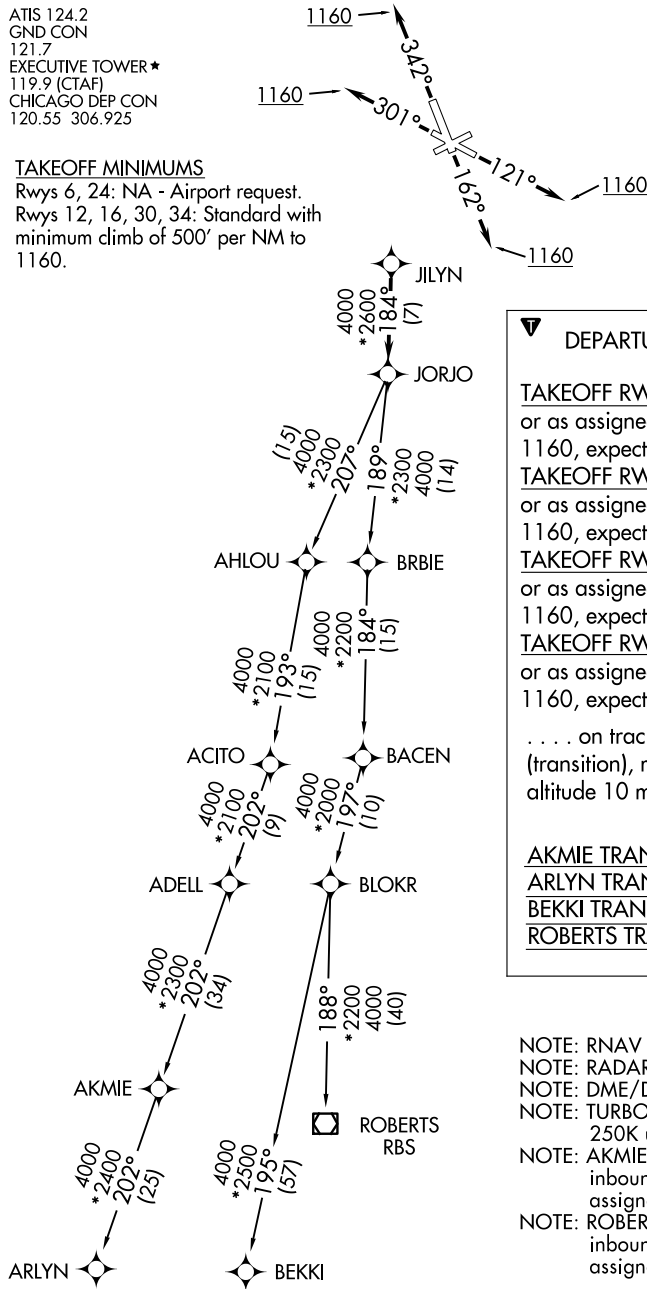 ATIS 124.2
GND CON
121.7
EXECUTIVE TOWER★
119.9 (CTAF)
CHICAGO DEP CON
120.55 306.925
TAKEOFF MINIMUMS
Rwys 6, 24: NA - Airport request.
Rwys 12, 16, 30, 34: Standard with
minimum climb of 500' per NM to
1160.
1160
342°
1160
301°
121°
1160
162°
1160
JILYN
4000
*2600
184°
(7)
JORJO
(15)
4000
*2300
207°
189°
*2300
4000
(14)
AHLOU
BRBIE
4000
*2100
193°
(15)
4000
*2200
184°
(15)
ACITO
BACEN
4000
*2100
202°
(9)
4000
*2000
197°
(10)
ADELL
BLOKR
4000
*2300
202°
(34)
188°
*2200
4000
(40)
AKMIE
ROBERTS
RBS
4000
*2400
202°
(25)
4000
*2500
195°
(57)
ARLYN
BEKKI
T
DEPARTU
TAKEOFF RW
or as assigne
1160, expect
TAKEOFF RW
or as assigne
1160, expect
TAKEOFF RW
or as assigne
1160, expect
TAKEOFF RW
or as assigne
1160, expect
. . . . on trac
(transition), m
altitude 10 m
AKMIE TRAN
ARLYN TRAN
BEKKI TRAN
ROBERTS TRA
NOTE: RNAV
NOTE: RADAR
NOTE: DME/D
NOTE: TURBO
250K
NOTE: AKMIE
inboun
assign
NOTE: ROBER
inboun
assign